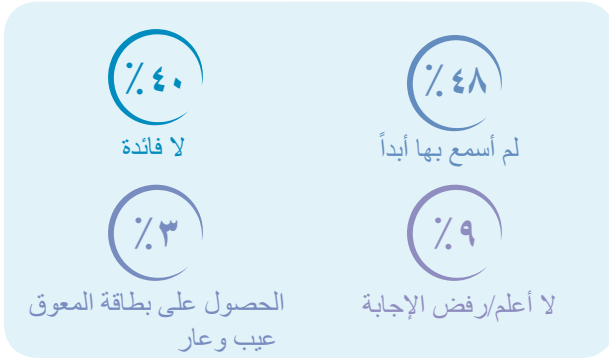 ٤٨٪
لم أسمع بها أبداً
٤٠٪
لا فائدة
٩٪
لا أعلم/رفض الإجابة
٣٪
الحصول على بطاقة المعوق
عيب وعار